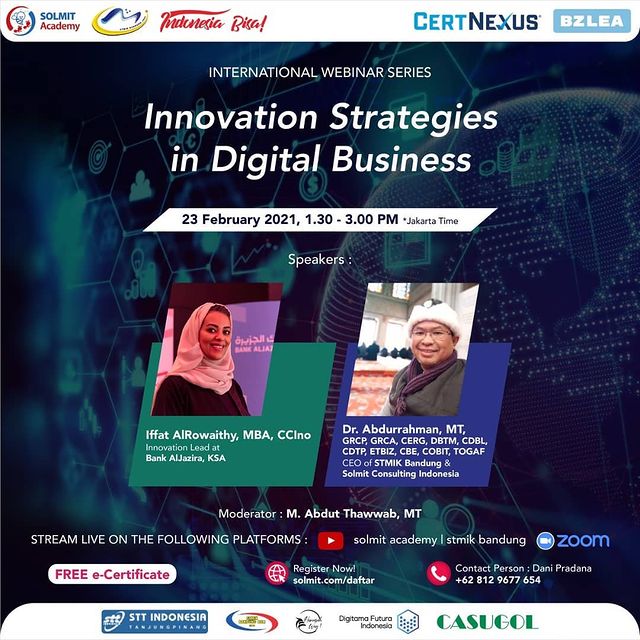 SOLMIT
Academy
Indonesia Bisa!
CERTNEXUS
BZLEA
INTERNATIONAL WEBINAR SERIES
Innovation Strategies
in Digital Business
23 February 2021, 1.30 - 3.00 PM *Jakarta Time
Speakers :
BANK ALJAZIRA
Iffat AlRowaithy, MBA, CCIno
Innovation Lead at
Bank AlJazira, KSA
Dr. Abdurrahman, MT,
GRCP, GRCA, CERG, DBTM, CDBL,
CDTP, ETBIZ, CBE, COBIT, TOGAF
CEO of STMIK Bandung &
Solmit Consulting Indonesia
Moderator : M. Abdut Thawwab, MT
STREAM LIVE ON THE FOLLOWING PLATFORMS : solmit academy | stmik bandung zoom
FREE e-Certificate
Register Now!
solmit.com/daftar
Contact Person : Dani Pradana
+62 812 9677 654
STT INDONESIA
TANJUNGPINANG
Digitama Futura
Indonesia
CASUGOL